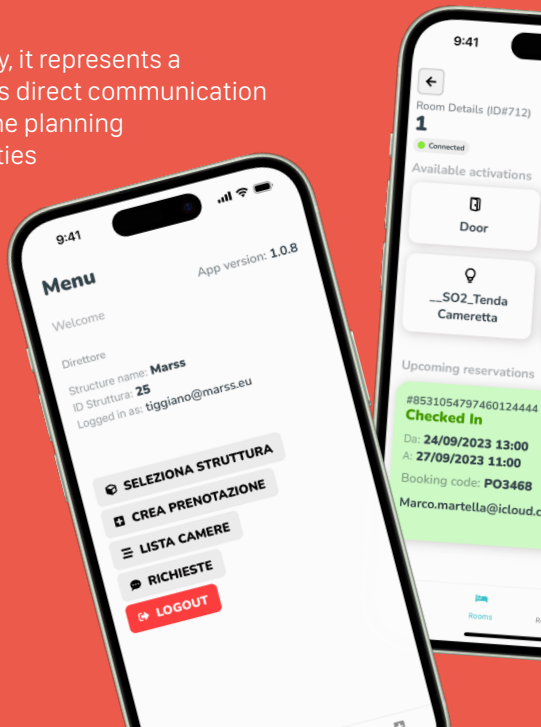 y, it represents a
s direct communication
ne planning
ties
9:41
Menu
App version: 1.0.8
Welcome
Direttore
Structure name: Marss
ID Struttura: 25
Logged in as: tiggiano@marss.eu
SELEZIONA STRUTTURA
CREA PRENOTAZIONE
LISTA CAMERE
RICHIESTE
LOGOUT
9:41
Room Details (ID#712)
1
Connected
Available activations
Door
__SO2_Tenda
Cameretta
Upcoming reservations
#8531054797460124444
Checked In
Da: 24/09/2023 13:00
A: 27/09/2023 11:00
Booking code: PO3468
Marco.martella@icloud.c
Rooms
R